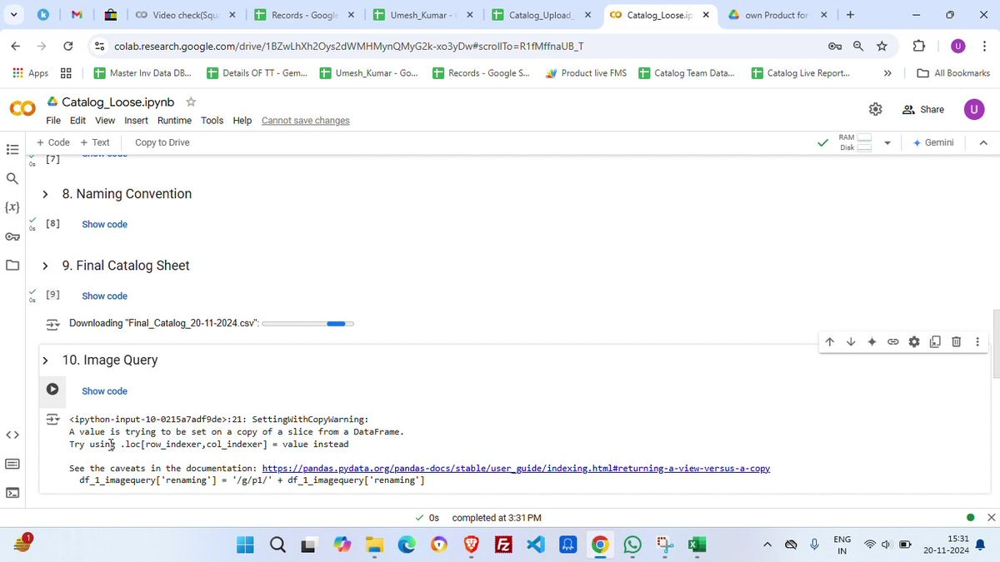 Video check(Squ
Records - Google
Umesh_Kumar - G
Catalog_Upload_
Catalog_Loose.ip
own Product for
colab.research.google.com/drive/1BZwLhXh2Oys2dWMHMynQMyG2k-xo3yDw#scrollTo=R1fMffnaUB_T
U
Apps
Master Inv Data DB...
Details OF TT - Gem...
Umesh_Kumar - Go...
Records - Google S...
Product live FMS
Catalog Team Data...
Catalog Live Report...
All Bookmarks
Catalog_Loose.ipynb
File Edit View Insert Runtime Tools Help Cannot save changes
Share
U
+ Code + Text Copy to Drive
RAM
Disk
Gemini
0s [7] Show code
8. Naming Convention
0s [8] Show code
9. Final Catalog Sheet
0s [9] Show code
Downloading "Final_Catalog_20-11-2024.csv":
10. Image Query
Show code
<ipython-input-10-0215a7adf9de>:21: SettingWithCopyWarning:
A value is trying to be set on a copy of a slice from a DataFrame.
Try using .loc[row_indexer,col_indexer] = value instead
See the caveats in the documentation: https://pandas.pydata.org/pandas-docs/stable/user_guide/indexing.html#returning-a-view-versus-a-copy
df_1_imagequery['renaming'] = '/g/p1/' + df_1_imagequery['renaming']
0s completed at 3:31 PM
1
ENG
IN
15:31
20-11-2024